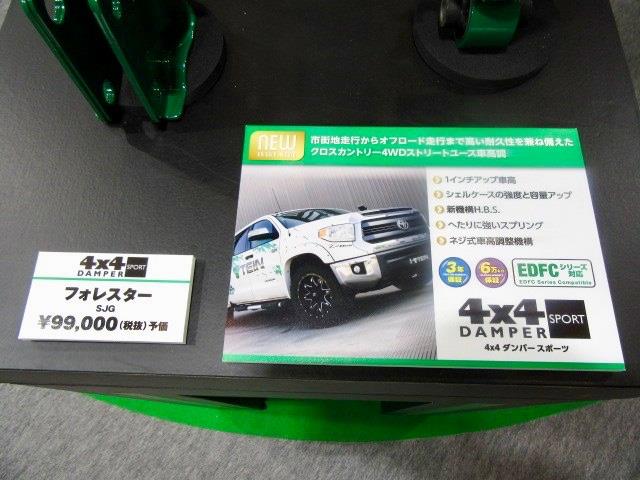 NEW
市街地走行からオフロード走行まで高い耐久性を兼ね備えた
クロスカントリー4WDストリートユース車高調
1インチアップ車高
シェルケースの強度と容量アップ
新機構H.B.S.
へたりに強いスプリング
ネジ式車高調整機構
TEIN
3年
保証
6万km
保証
EDFCシリーズ
対応
EDFC Series Compatible
4x4
DAMPER SPORT
4x4 ダンパー スポーツ
4x4
DAMPER SPORT
フォレスター
SJG
¥99,000(税抜)予価